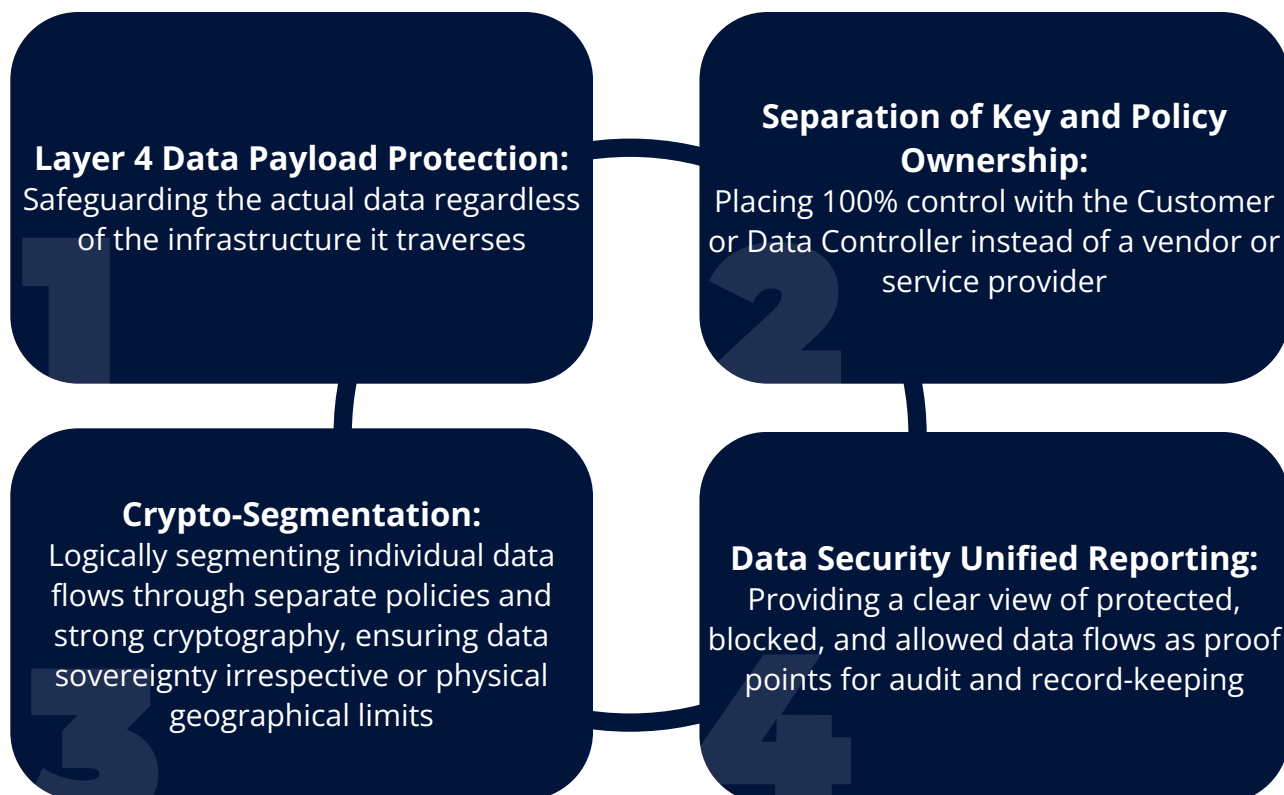 Layer 4 Data Payload Protection:
Safeguarding the actual data regardless
of the infrastructure it traverses
1
Separation of Key and Policy
Ownership:
Placing 100% control with the Customer
or Data Controller instead of a vendor or
service provider
2
Crypto-Segmentation:
Logically segmenting individual data
flows through separate policies and
strong cryptography, ensuring data
sovereignty irrespective or physical
geographical limits
3
Data Security Unified Reporting:
Providing a clear view of protected,
blocked, and allowed data flows as proof
points for audit and record-keeping
4